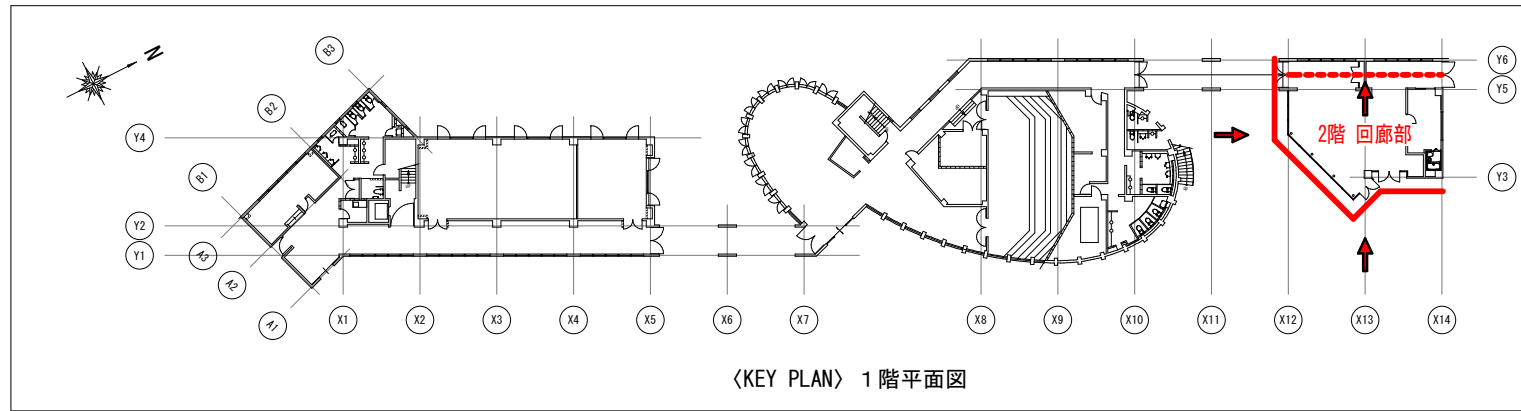 N
B3
B2
B1
A3
A2
A1
Y4
Y2
Y1
Y6
Y5
Y3
2階 回廊部
X1
X2
X3
X4
X5
X6
X7
X8
X9
X10
X11
X12
X13
X14
〈KEY PLAN〉 1階平面図